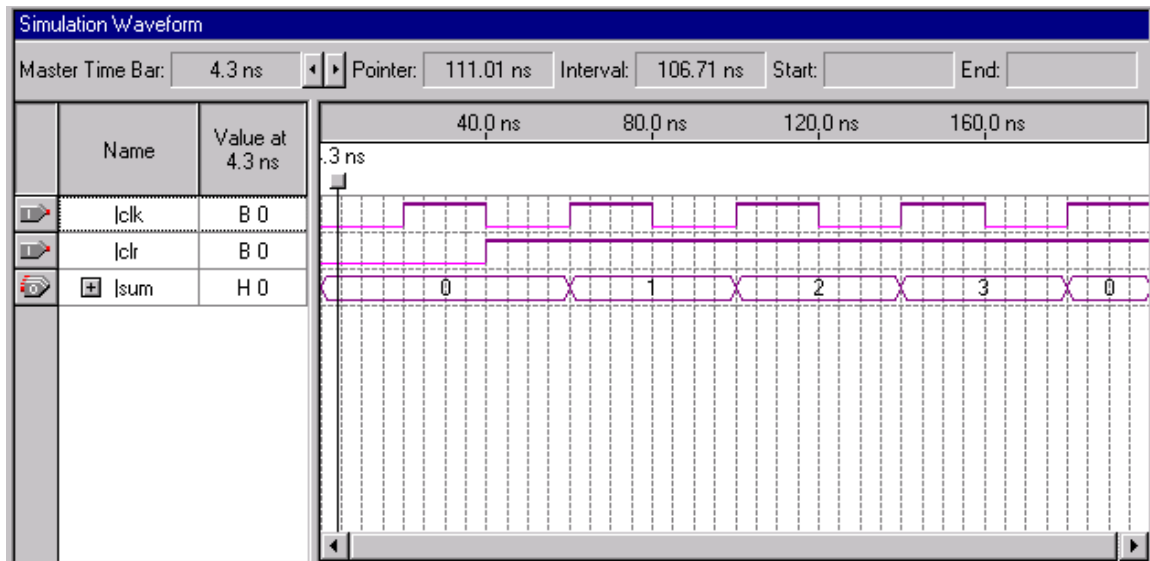 Simulation Waveform
Master Time Bar: 4.3 ns Pointer: 111.01 ns Interval: 106.71 ns Start: End:
Name Value at 4.3 ns 40.0 ns 80.0 ns 120.0 ns 160.0 ns
.3 ns
|clk B 0
|clr B 0
|sum H 0 0 1 2 3 0